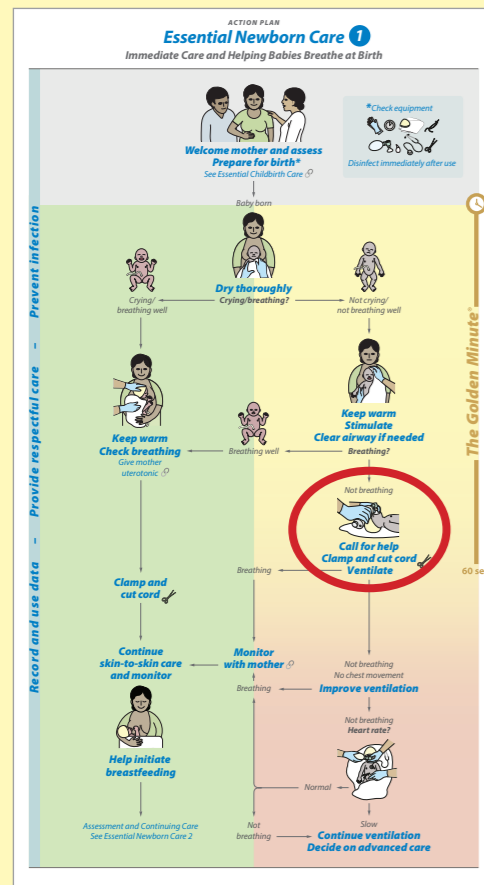 ACTION PLAN
Essential Newborn Care 1
Immediate Care and Helping Babies Breathe at Birth
*Check equipment
Disinfect immediately after use
Welcome mother and assess
Prepare for birth*
See Essential Childbirth Care
Baby born
Dry thoroughly
Crying/breathing?
Crying/
breathing well
Not crying/
not breathing well
Keep warm
Check breathing
Give mother
uterotonic
Breathing well
Keep warm
Stimulate
Clear airway if needed
Breathing?
Not breathing
Call for help
Clamp and cut cord
Ventilate
Breathing
Clamp and
cut cord
Continue
skin-to-skin care
and monitor
Monitor
with mother
Not breathing
No chest movement
Breathing
Improve ventilation
Not breathing
Heart rate?
Help initiate
breastfeeding
Normal
Slow
Assessment and Continuing Care
See Essential Newborn Care 2
Not
breathing
Continue ventilation
Decide on advanced care
Record and use data – Provide respectful care – Prevent infection
The Golden Minute®
60 se